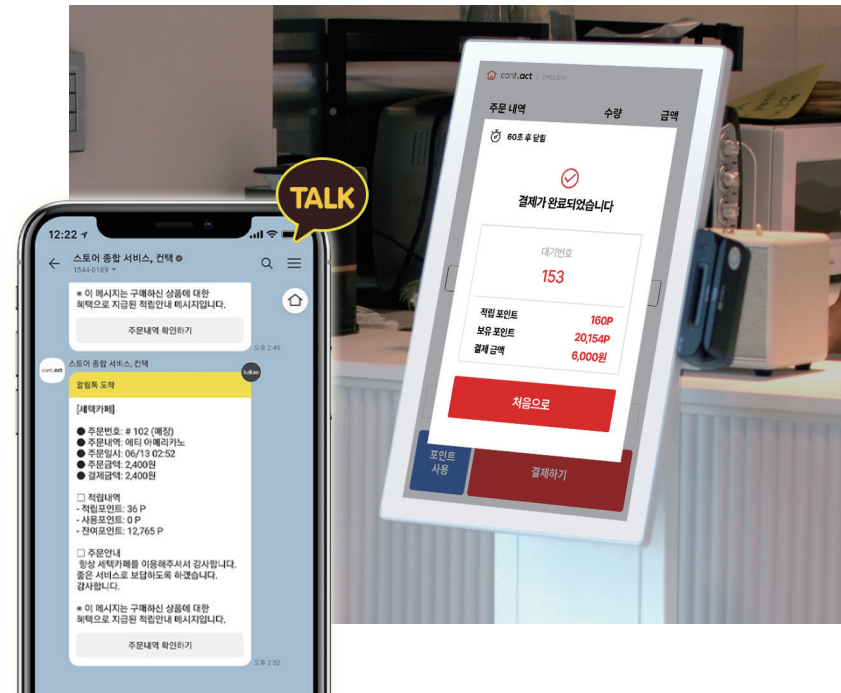 TALK
12:22
스토어 종합 서비스, 컨택
1544-0189
※ 이 메시지는 구매하신 상품에 대한
혜택으로 지급된 적립안내 메시지입니다.
주문내역 확인하기
오후 2:49
cont.act
스토어 종합 서비스, 컨택
kakao
알림톡 도착
[세텍카페]
● 주문번호: # 102 (매장)
● 주문내역: 에티 아메리카노
● 주문일시: 06/13 02:52
● 주문금액: 2,400원
● 결제금액: 2,400원
□ 적립내역
- 적립포인트: 36 P
- 사용포인트: 0 P
- 잔여포인트: 12,765 P
□ 주문안내
항상 세텍카페를 이용해주셔서 감사합니다.
좋은 서비스로 보답하도록 하겠습니다.
감사합니다.
※ 이 메시지는 구매하신 상품에 대한
혜택으로 지급된 적립안내 메시지입니다.
주문내역 확인하기
오후 2:52
cont.act
주문 내역 수량 금액
60초 후 닫힘
결제가 완료되었습니다
대기번호
153
적립 포인트 160P
보유 포인트 20,154P
결제 금액 6,000원
처음으로
포인트
사용
결제하기